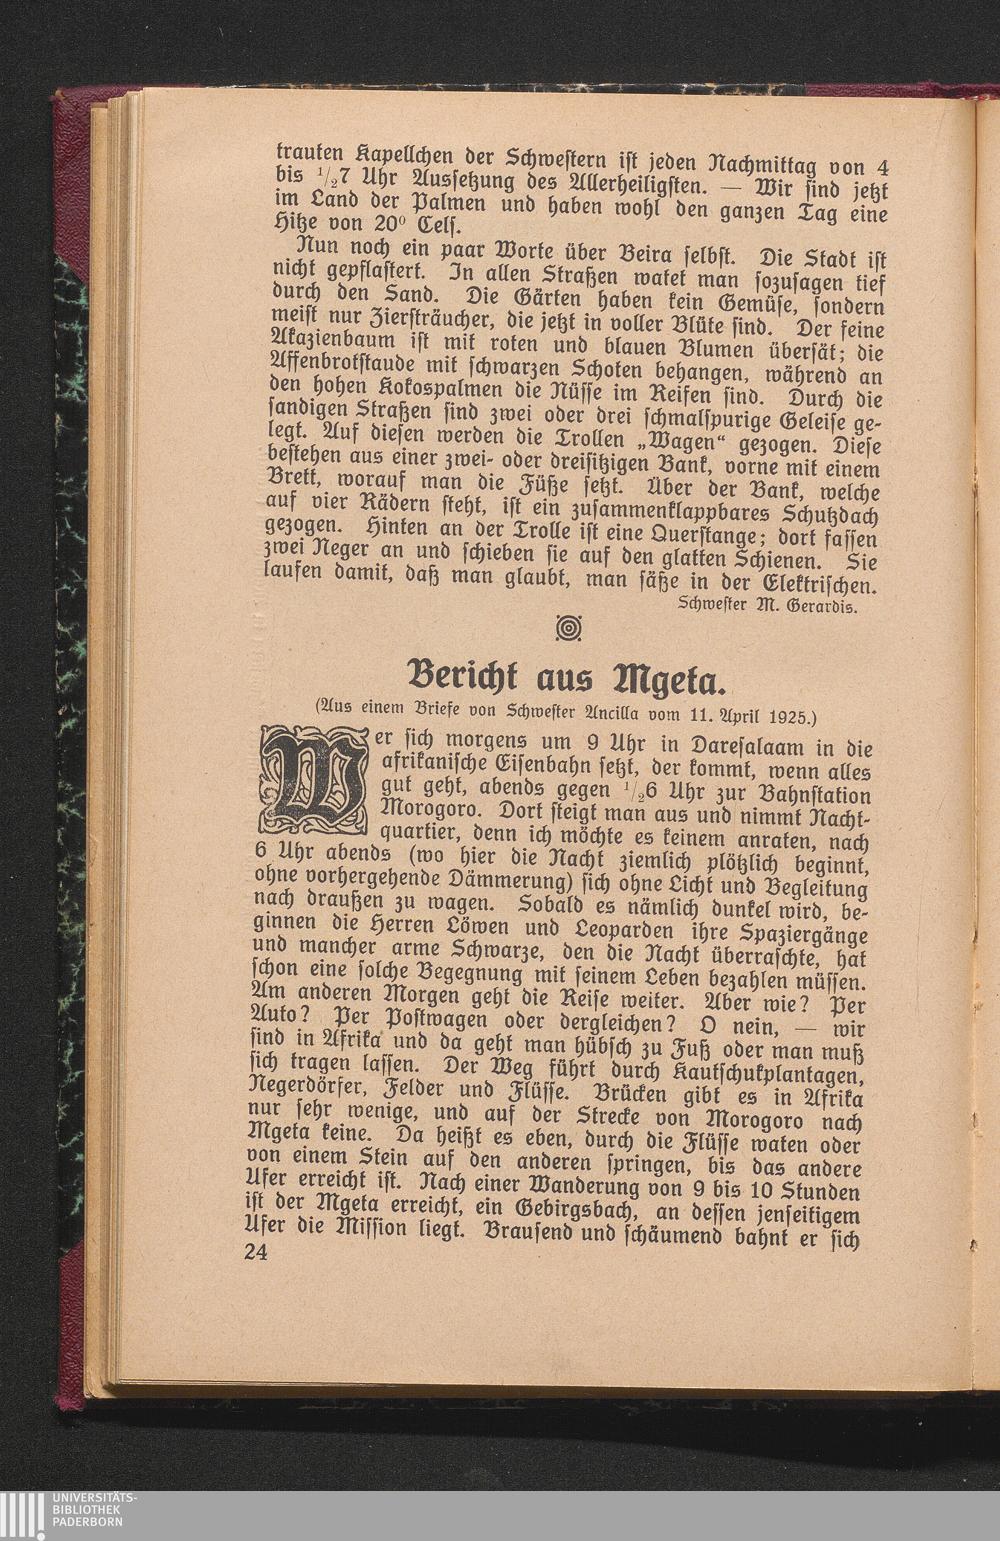 trauten Kapellchen der Schwestern ist jeden Nachmittag von 4
bis 1/27 Uhr Aussetzung des Allerheiligsten. — Wir sind jetzt
im Land der Palmen und haben wohl den ganzen Tag eine
Hitze von 20° Cels.
Nun noch ein paar Worte über Beira selbst. Die Stadt ist
nicht gepflastert. In allen Straßen watet man sozusagen tief
durch den Sand. Die Gärten haben kein Gemüse, sondern
meist nur Ziersträucher, die jetzt in voller Blüte sind. Der feine
Akazienbaum ist mit roten und blauen Blumen übersät; die
Affenbrotstaude mit schwarzen Schoten behangen, während an
den hohen Kokospalmen die Nüsse im Reifen sind. Durch die
sandigen Straßen sind zwei oder drei schmalspurige Geleise ge-
legt. Auf diesen werden die Trollen „Wagen“ gezogen. Diese
bestehen aus einer zwei- oder dreisitzigen Bank, vorne mit einem
Brett, worauf man die Füße setzt. Über der Bank, welche
auf vier Rädern steht, ist ein zusammenklappbares Schutzdach
gezogen. Hinten an der Trolle ist eine Querstange; dort fassen
zwei Neger an und schieben sie auf den glatten Schienen. Sie
laufen damit, daß man glaubt, man säße in der Elektrischen.
Schwester M. Gerardis.
Bericht aus Mgeta.
(Aus einem Briefe von Schwester Ancilla vom 11. April 1925.)
Wer sich morgens um 9 Uhr in Daresalaam in die
afrikanische Eisenbahn setzt, der kommt, wenn alles
gut geht, abends gegen 1/26 Uhr zur Bahnstation
Morogoro. Dort steigt man aus und nimmt Nacht-
quartier, denn ich möchte es keinem anraten, nach
6 Uhr abends (wo hier die Nacht ziemlich plötzlich beginnt,
ohne vorhergehende Dämmerung) sich ohne Licht und Begleitung
nach draußen zu wagen. Sobald es nämlich dunkel wird, be-
ginnen die Herren Löwen und Leoparden ihre Spaziergänge
und mancher arme Schwarze, den die Nacht überraschte, hat
schon eine solche Begegnung mit seinem Leben bezahlen müssen.
Am anderen Morgen geht die Reise weiter. Aber wie? Per
Auto? Per Postwagen oder dergleichen? O nein, — wir
sind in Afrika und da geht man hübsch zu Fuß oder man muß
sich tragen lassen. Der Weg führt durch Kautschukplantagen,
Negerdörfer, Felder und Flüsse. Brücken gibt es in Afrika
nur sehr wenige, und auf der Strecke von Morogoro nach
Mgeta keine. Da heißt es eben, durch die Flüsse waten oder
von einem Stein auf den anderen springen, bis das andere
Ufer erreicht ist. Nach einer Wanderung von 9 bis 10 Stunden
ist der Mgeta erreicht, ein Gebirgsbach, an dessen jenseitigem
Ufer die Mission liegt. Brausend und schäumend bahnt er sich
24
UNIVERSITÄTS-
BIBLIOTHEK
PADERBORN